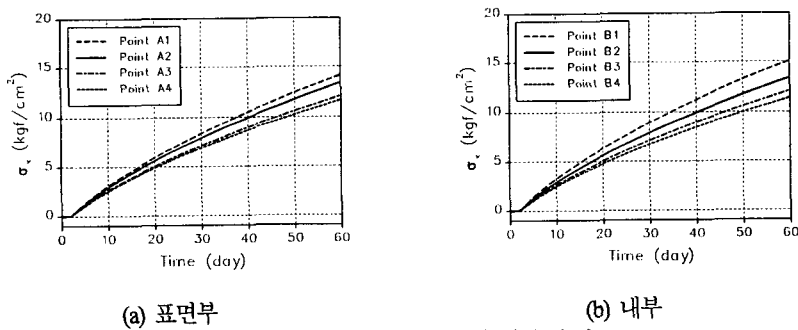 20
15
10
5
0
σₓ (kgf/cm²)
Point A1
Point A2
Point A3
Point A4
0 10 20 30 40 50 60
Time (day)
(a) 표면부
20
15
10
5
0
σₓ (kgf/cm²)
Point B1
Point B2
Point B3
Point B4
0 10 20 30 40 50 60
Time (day)
(b) 내부